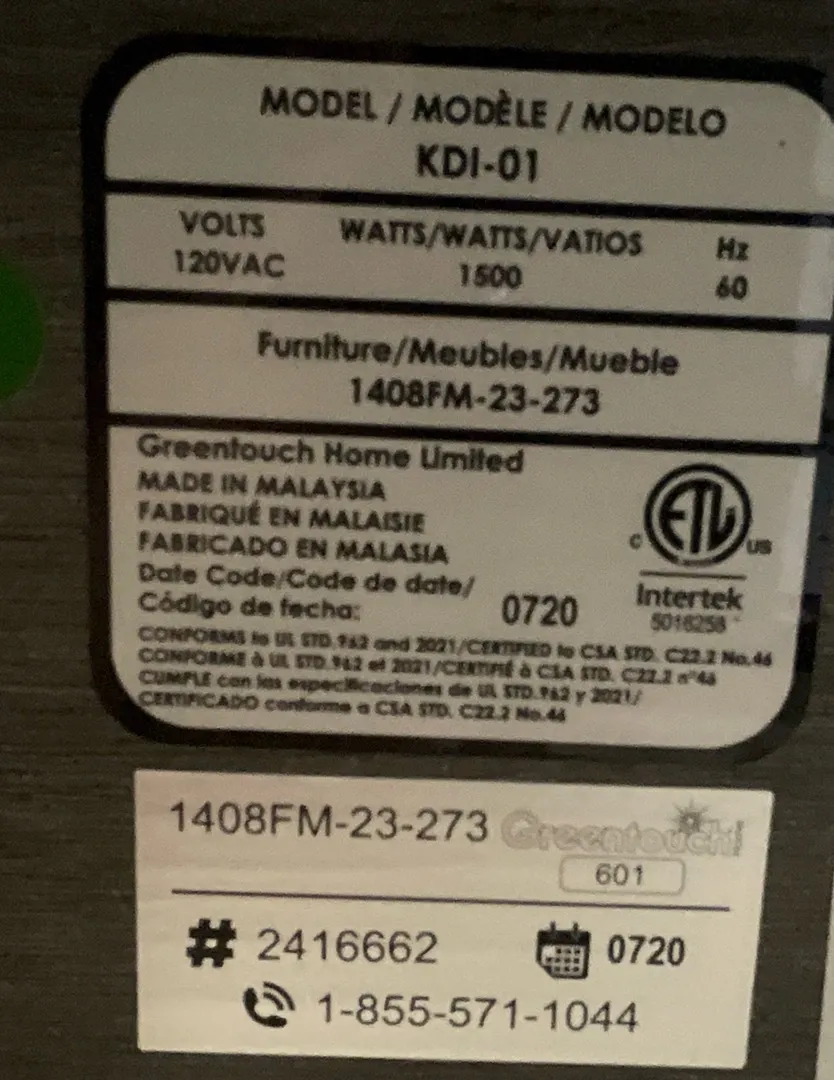 MODEL / MODÈLE / MODELO
KDI-01
VOLTS WATTS/WATTS/VATIOS Hz
120VAC 1500 60
Furniture/Meubles/Mueble
1408FM-23-273
Greentouch Home Limited
MADE IN MALAYSIA
FABRIQUÉ EN MALAISIE
FABRICADO EN MALASIA
Date Code/Code de date/
Código de fecha: 0720
C ETL US
Intertek
5016258
CONFORMS to UL STD.962 and 2021/CERTIFIED to CSA STD. C22.2 No.46
CONFORME à UL STD.962 et 2021/CERTIFIÉ à CSA STD. C22.2 n°46
CUMPLE con las especificaciones de UL STD.962 y 2021/
CERTIFICADO conforme a CSA STD. C22.2 No.46
1408FM-23-273 Greentouch!
601
# 2416662 0720
1-855-571-1044